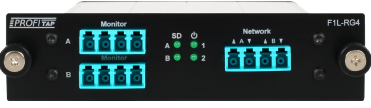 PROFITAP
Monitor
SD
Network
F1L-RG4
A
A
1
▲ A ▼
▲ B ▼
Monitor
B
B
2